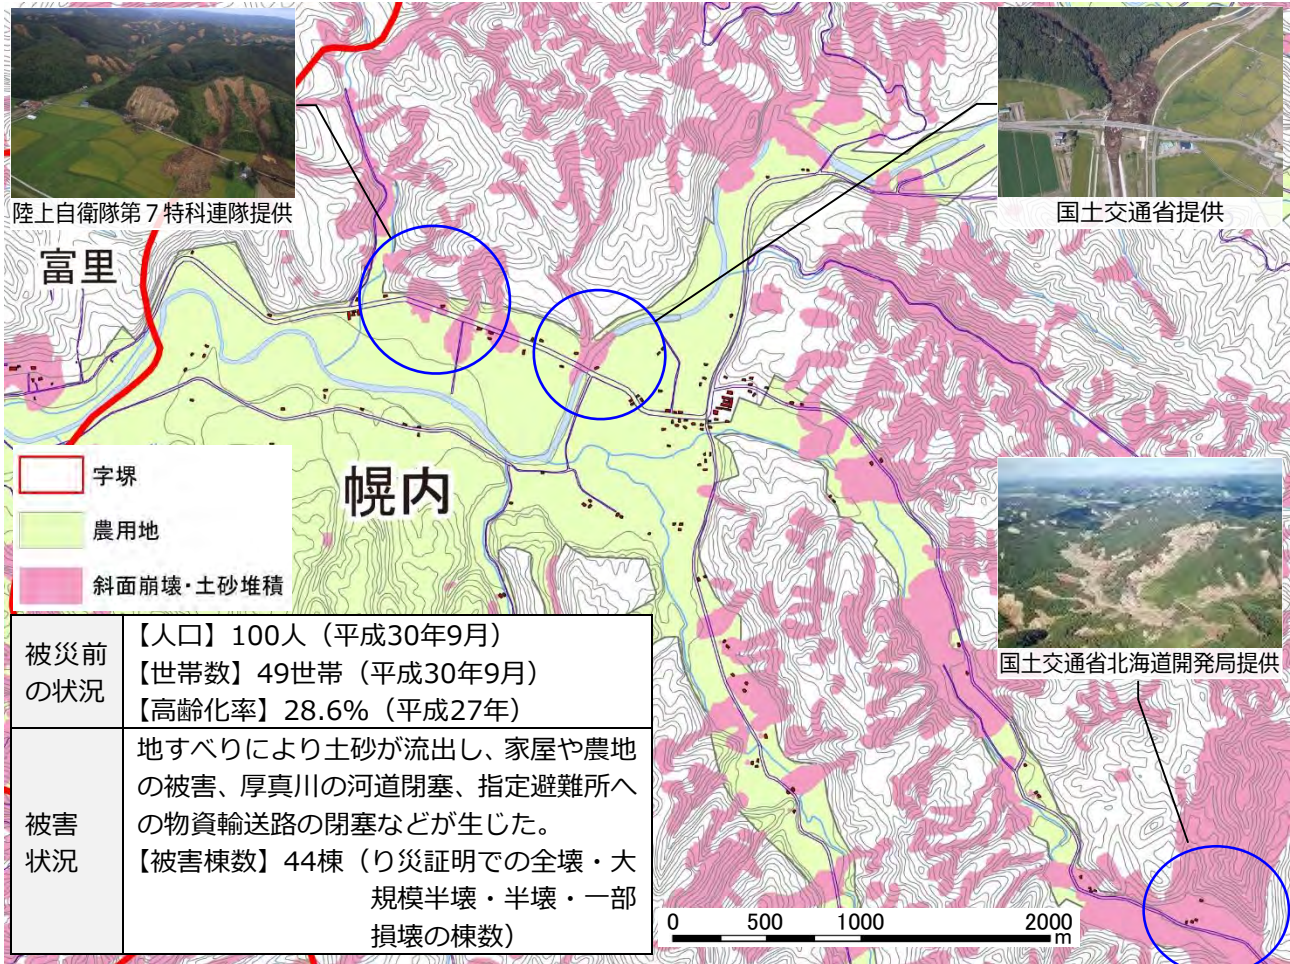 陸上自衛隊第７特科連隊提供
国土交通省提供
富里
幌内
字堺
農用地
斜面崩壊･土砂堆積
国土交通省北海道開発局提供
被災前
の状況
【人口】100人（平成30年9月）
【世帯数】49世帯（平成30年9月）
【高齢化率】28.6%（平成27年）
被害
状況
地すべりにより土砂が流出し、家屋や農地
の被害、厚真川の河道閉塞、指定避難所へ
の物資輸送路の閉塞などが生じた。
【被害棟数】44棟（り災証明での全壊・大
規模半壊・半壊・一部
損壊の棟数）
0 500 1000 2000
m